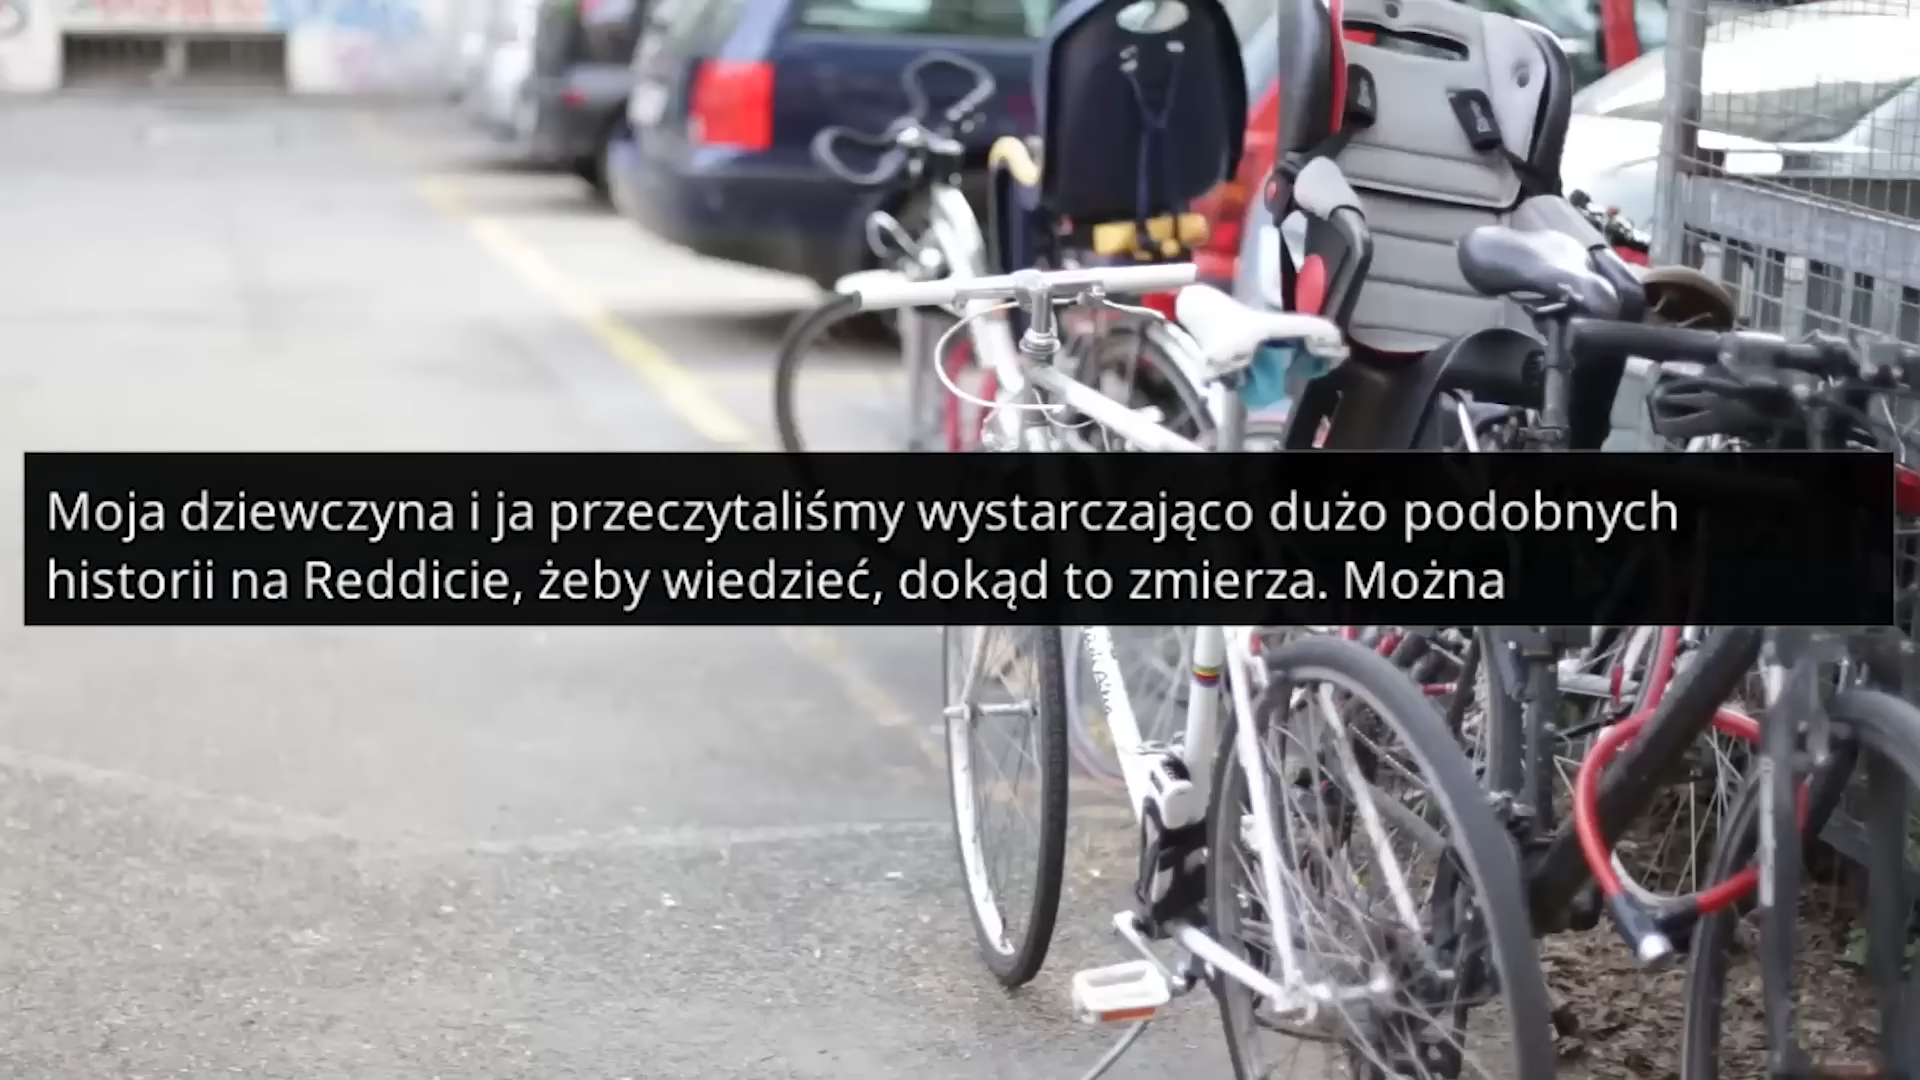 Moja dziewczyna i ja przeczytaliśmy wystarczająco dużo podobnych
historii na Reddicie, żeby wiedzieć, dokąd to zmierza. Można